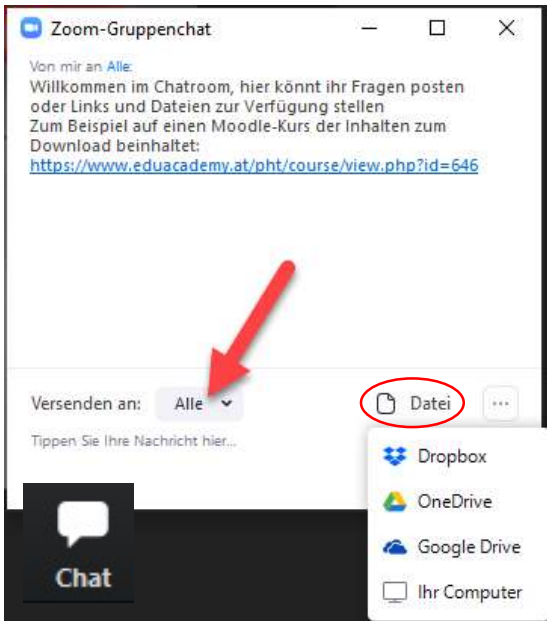 Zoom-Gruppenchat
Von mir an Alle:
Willkommen im Chatroom, hier könnt ihr Fragen posten
oder Links und Dateien zur Verfügung stellen
Zum Beispiel auf einen Moodle-Kurs der Inhalten zum
Download beinhaltet:
https://www.eduacademy.at/pht/course/view.php?id=646
Versenden an: Alle Datei ...
Tippen Sie Ihre Nachricht hier...
Dropbox
OneDrive
Google Drive
Ihr Computer
Chat